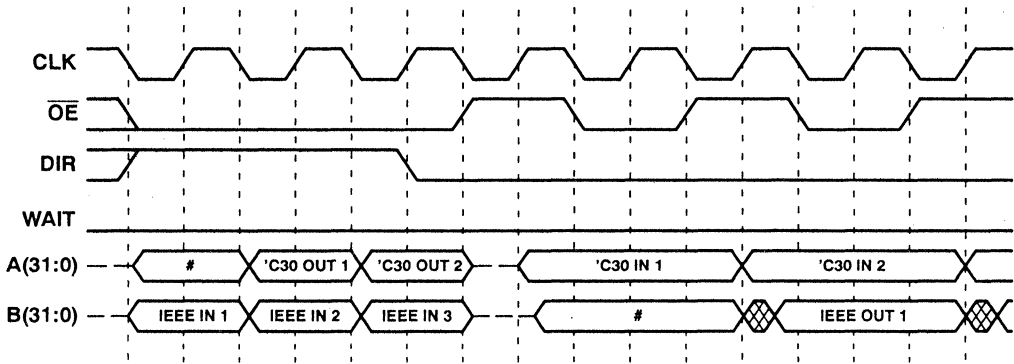 CLK
OE
DIR
WAIT
A(31:0) # 'C30 OUT 1 'C30 OUT 2 'C30 IN 1 'C30 IN 2
B(31:0) IEEE IN 1 IEEE IN 2 IEEE IN 3 # IEEE OUT 1